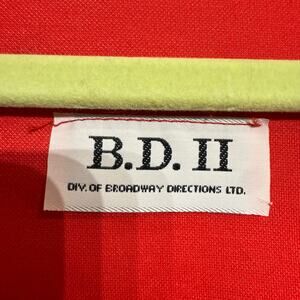 B.D. II
DIV. OF BROADWAY DIRECTIONS LTD.